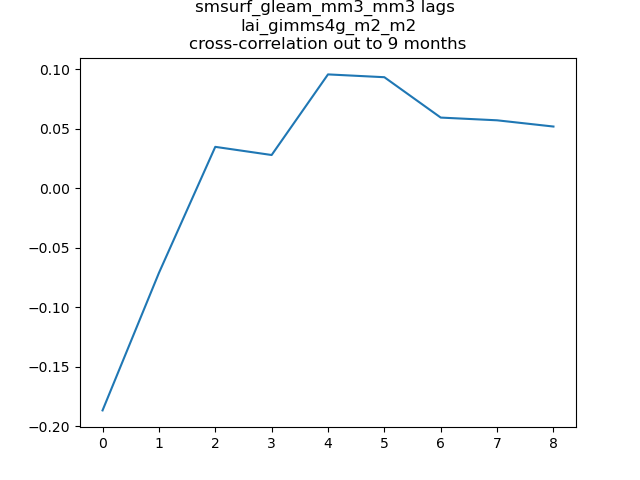 smsurf_gleam_mm3_mm3 lags
lai_gimms4g_m2_m2
cross-correlation out to 9 months
0.10
0.05
0.00
−0.05
−0.10
−0.15
−0.20
0 1 2 3 4 5 6 7 8